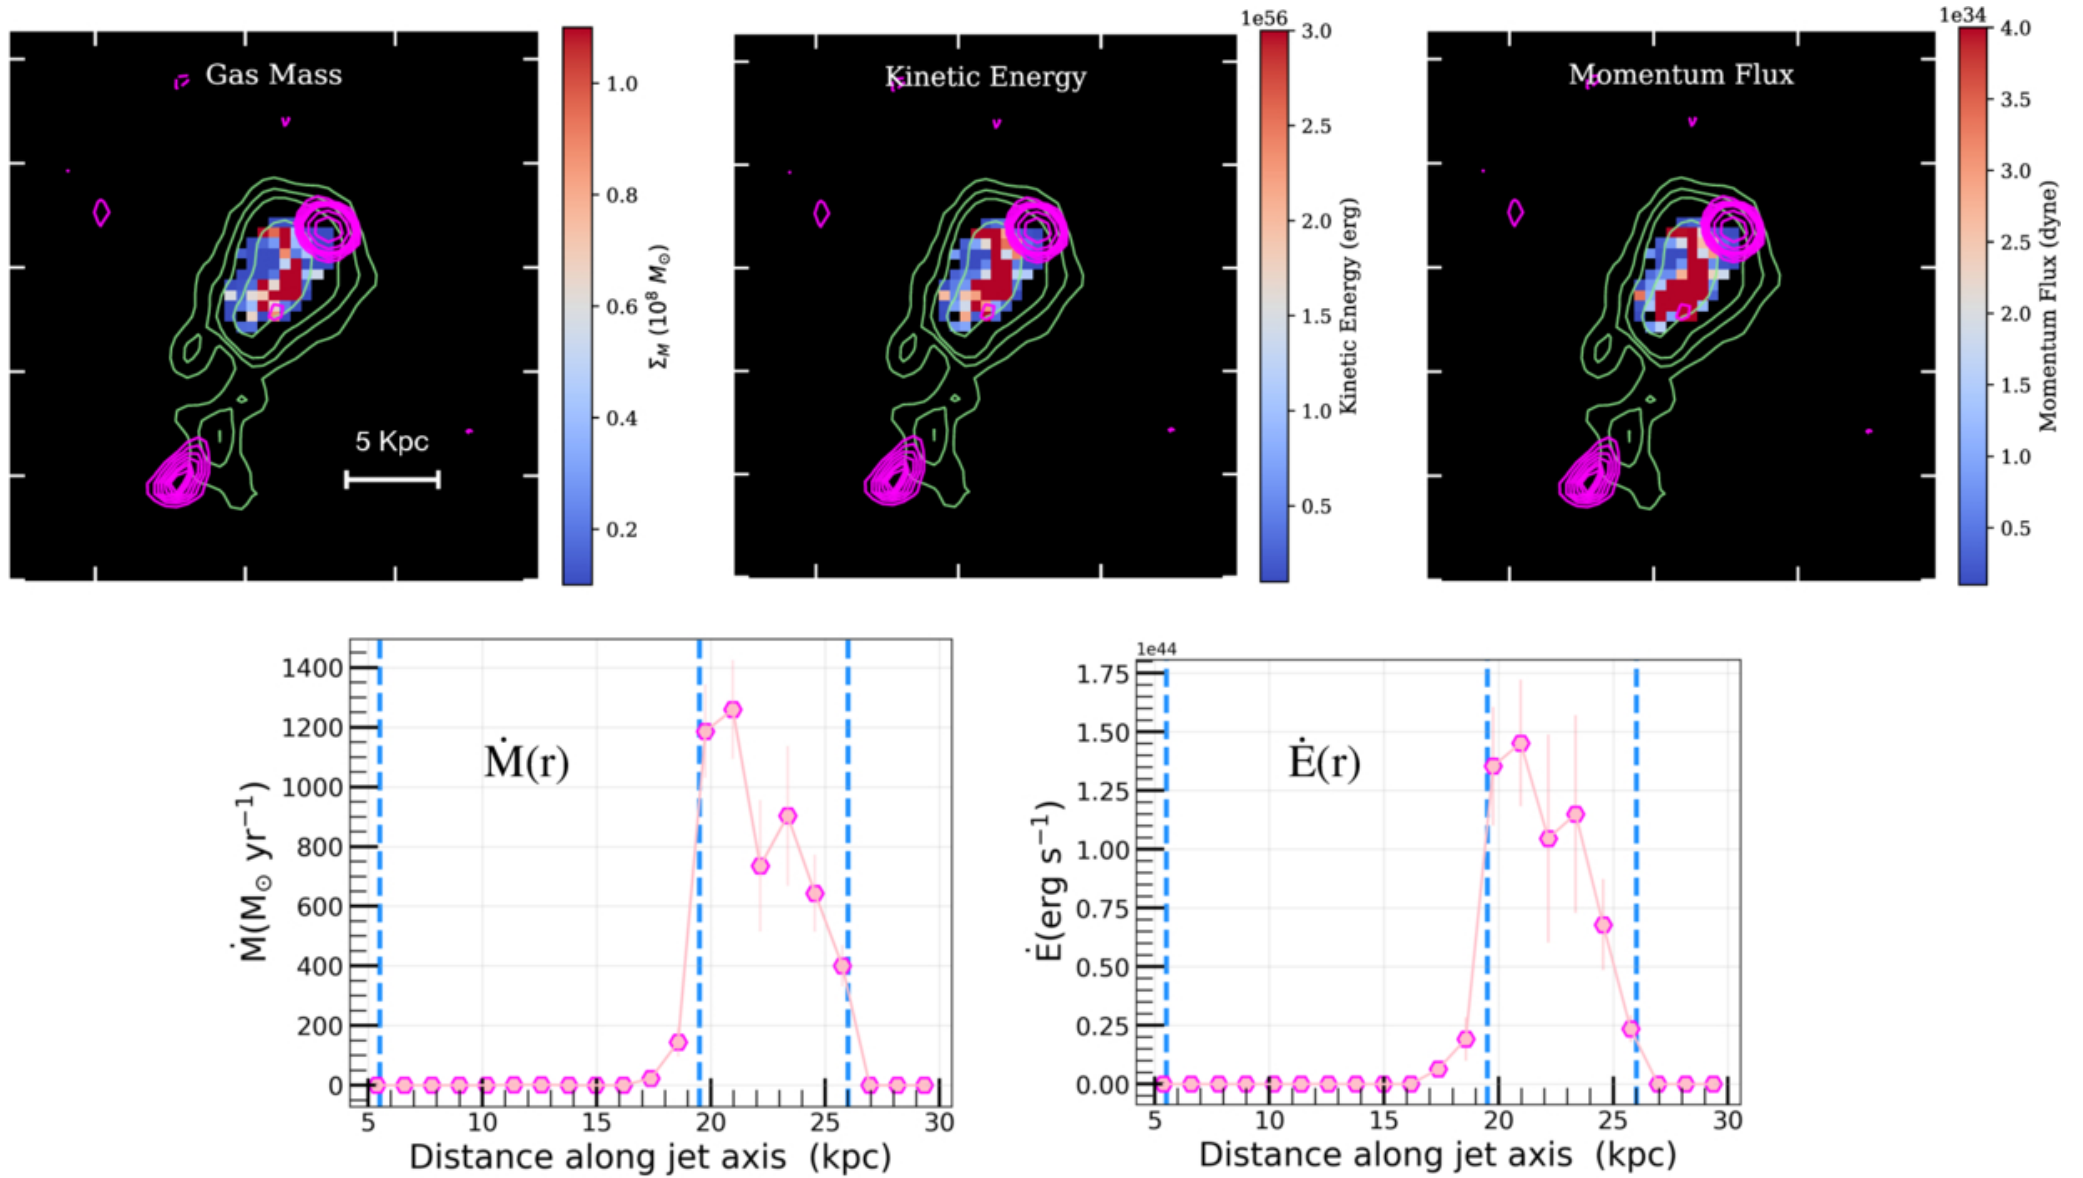 Gas Mass
5 Kpc
1.0
0.8
0.6
0.4
0.2
Σ_M (10⁸ M⊙)
Kinetic Energy
1e56
3.0
2.5
2.0
1.5
1.0
0.5
Kinetic Energy (erg)
Momentum Flux
1e34
4.0
3.5
3.0
2.5
2.0
1.5
1.0
0.5
Momentum Flux (dyne)
1400
1200
1000
800
600
400
200
0
Ṁ(M⊙ yr⁻¹)
Ṁ(r)
5 10 15 20 25 30
Distance along jet axis (kpc)
1e44
1.75
1.50
1.25
1.00
0.75
0.50
0.25
0.00
Ė(erg s⁻¹)
Ė(r)
5 10 15 20 25 30
Distance along jet axis (kpc)